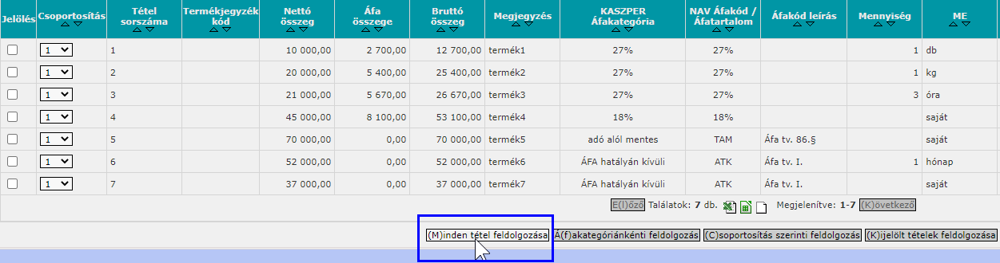 Jelölés Csoportosítás Tétel sorszáma Termékjegyzék kód Nettó összeg Áfa összege Bruttó összeg Megjegyzés KASZPER Áfakategória NAV Áfakód / Áfatartalom Áfakód leírás Mennyiség ME
1 1 10 000,00 2 700,00 12 700,00 termék1 27% 27% 1 db
1 2 20 000,00 5 400,00 25 400,00 termék2 27% 27% 1 kg
1 3 21 000,00 5 670,00 26 670,00 termék3 27% 27% 3 óra
1 4 45 000,00 8 100,00 53 100,00 termék4 18% 18% saját
1 5 70 000,00 0,00 70 000,00 termék5 adó alól mentes TAM Áfa tv. 86.§ saját
1 6 52 000,00 0,00 52 000,00 termék6 ÁFA hatályán kívüli ATK Áfa tv. I. 1 hónap
1 7 37 000,00 0,00 37 000,00 termék7 ÁFA hatályán kívüli ATK Áfa tv. I. saját
E(l)őző Találatok: 7 db. Megjelenítve: 1-7 (K)övetkező
(M)inden tétel feldolgozása Á(f)akategóriánkénti feldolgozás (C)soportosítás szerinti feldolgozás (K)ijelölt tételek feldolgozása